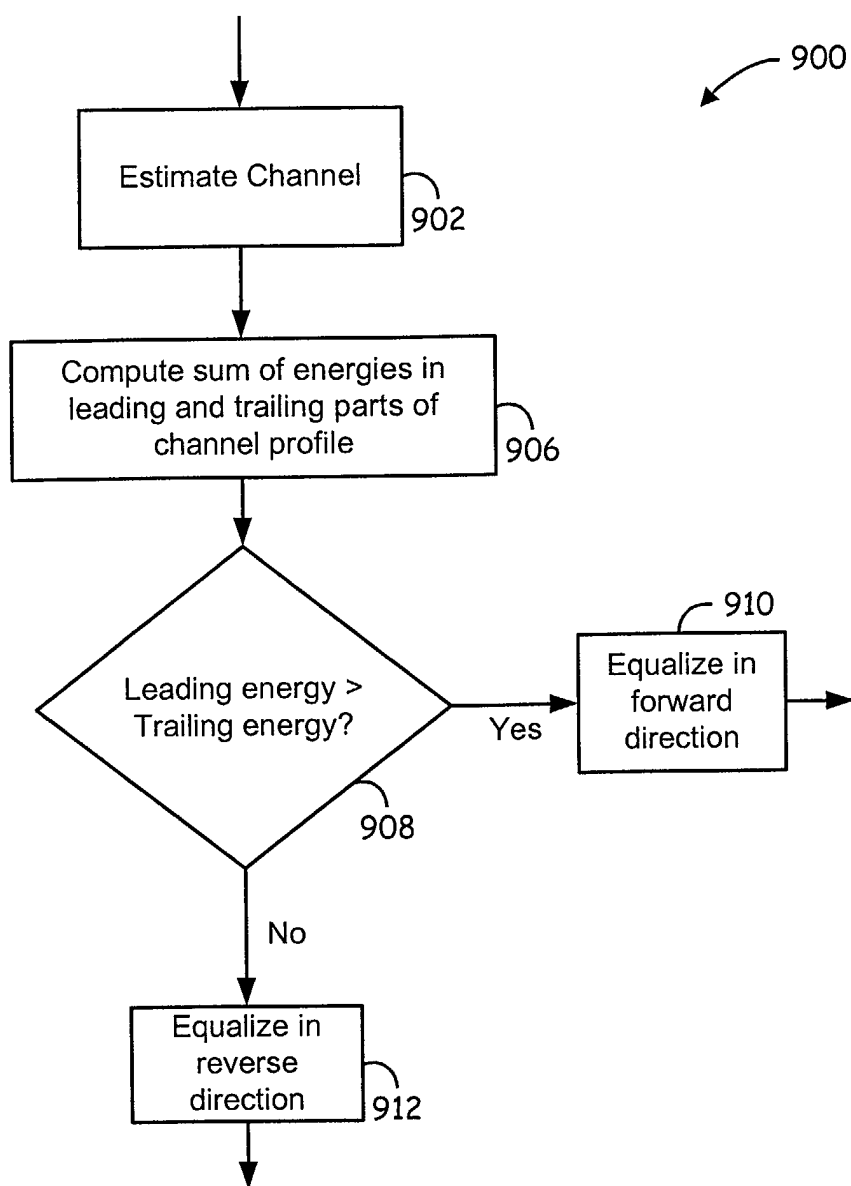 900
Estimate Channel
902
Compute sum of energies in
leading and trailing parts of
channel profile
906
Leading energy >
Trailing energy?
908
Yes
910
Equalize in
forward
direction
No
Equalize in
reverse
direction
912